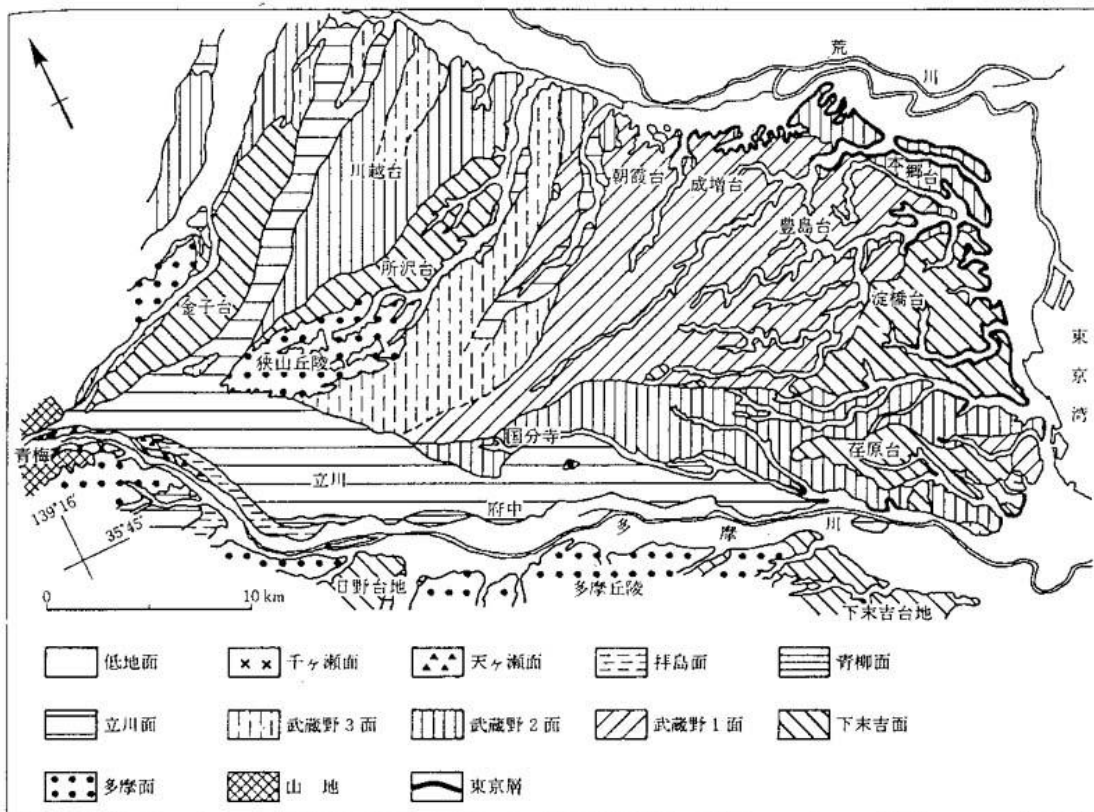 荒川
川越台
朝霞台
成増台
本郷台
豊島台
所沢台
淀橋台
金子台
狭山丘陵
東京湾
国分寺
荏原台
青梅
立川
府中
139°16′
35°45′
多摩川
日野台地
多摩丘陵
下末吉台地
0 10 km
低地面
千ヶ瀬面
天ヶ瀬面
拝島面
青柳面
立川面
武蔵野3面
武蔵野2面
武蔵野1面
下末吉面
多摩面
山地
東京層